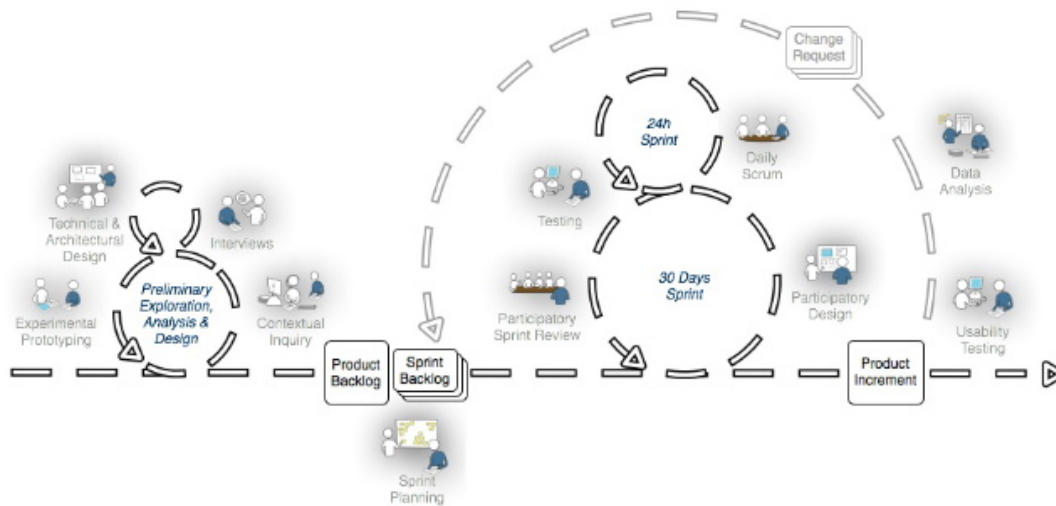 Change
Request
24h
Sprint
Daily
Scrum
Data
Analysis
Testing
Technical &
Architectural
Design
Interviews
Preliminary
Exploration,
Analysis &
Design
30 Days
Sprint
Experimental
Prototyping
Contextual
Inquiry
Participatory
Sprint Review
Participatory
Design
Usability
Testing
Product
Backlog
Sprint
Backlog
Product
Increment
Sprint
Planning